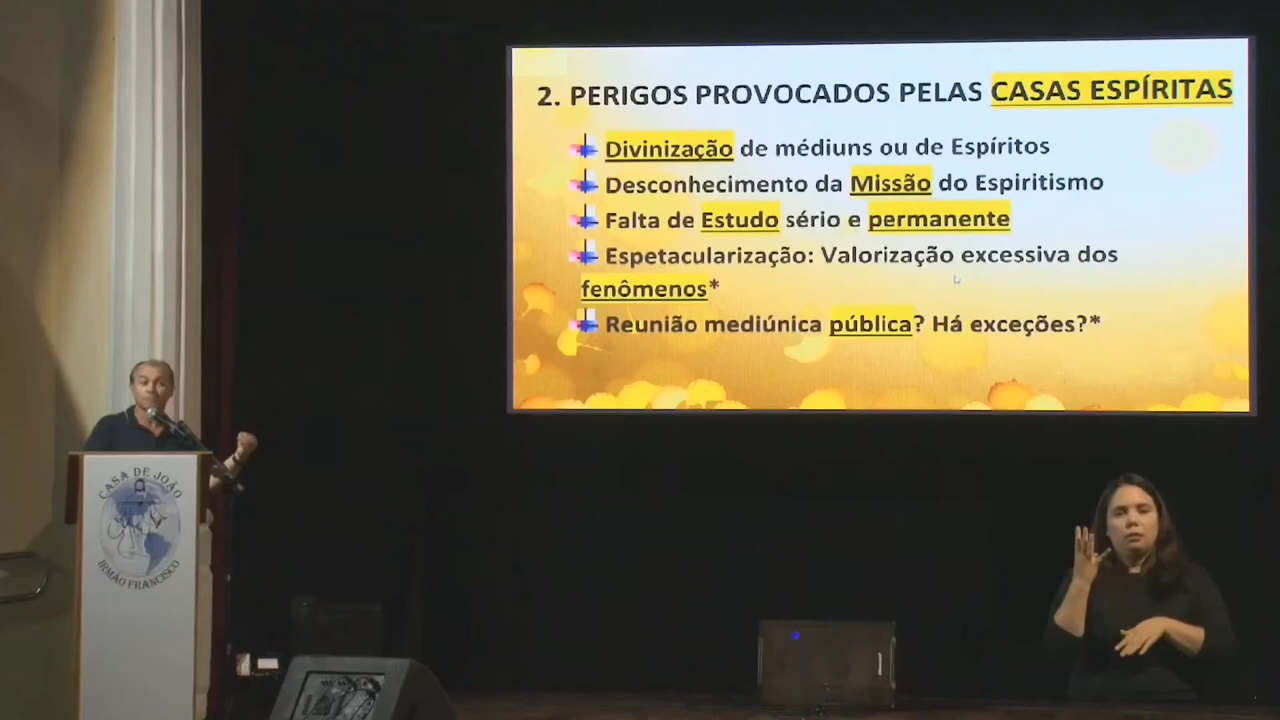 2. PERIGOS PROVOCADOS PELAS CASAS ESPÍRITAS
Divinização de médiuns ou de Espíritos
Desconhecimento da Missão do Espiritismo
Falta de Estudo sério e permanente
Espetacularização: Valorização excessiva dos
fenômenos*
Reunião mediúnica pública? Há exceções?*
CASA DE JOÃO
IRMÃO FRANCISCO